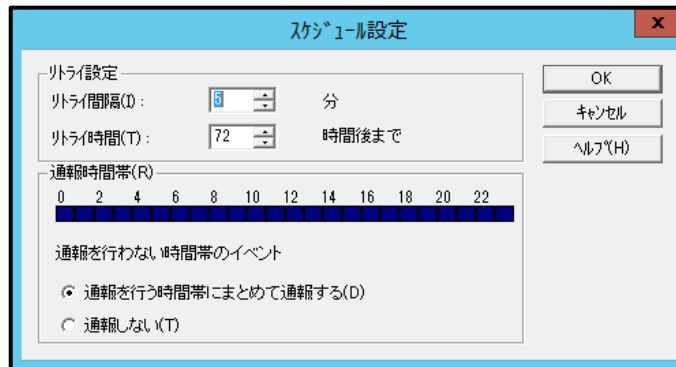 スケジュール設定
x
リトライ設定
リトライ間隔(I) : 5 分
リトライ時間(T) : 72 時間後まで
OK
キャンセル
ヘルプ(H)
通報時間帯(R)
0 2 4 6 8 10 12 14 16 18 20 22
通報を行わない時間帯のイベント
通報を行う時間帯にまとめて通報する(D)
通報しない(T)